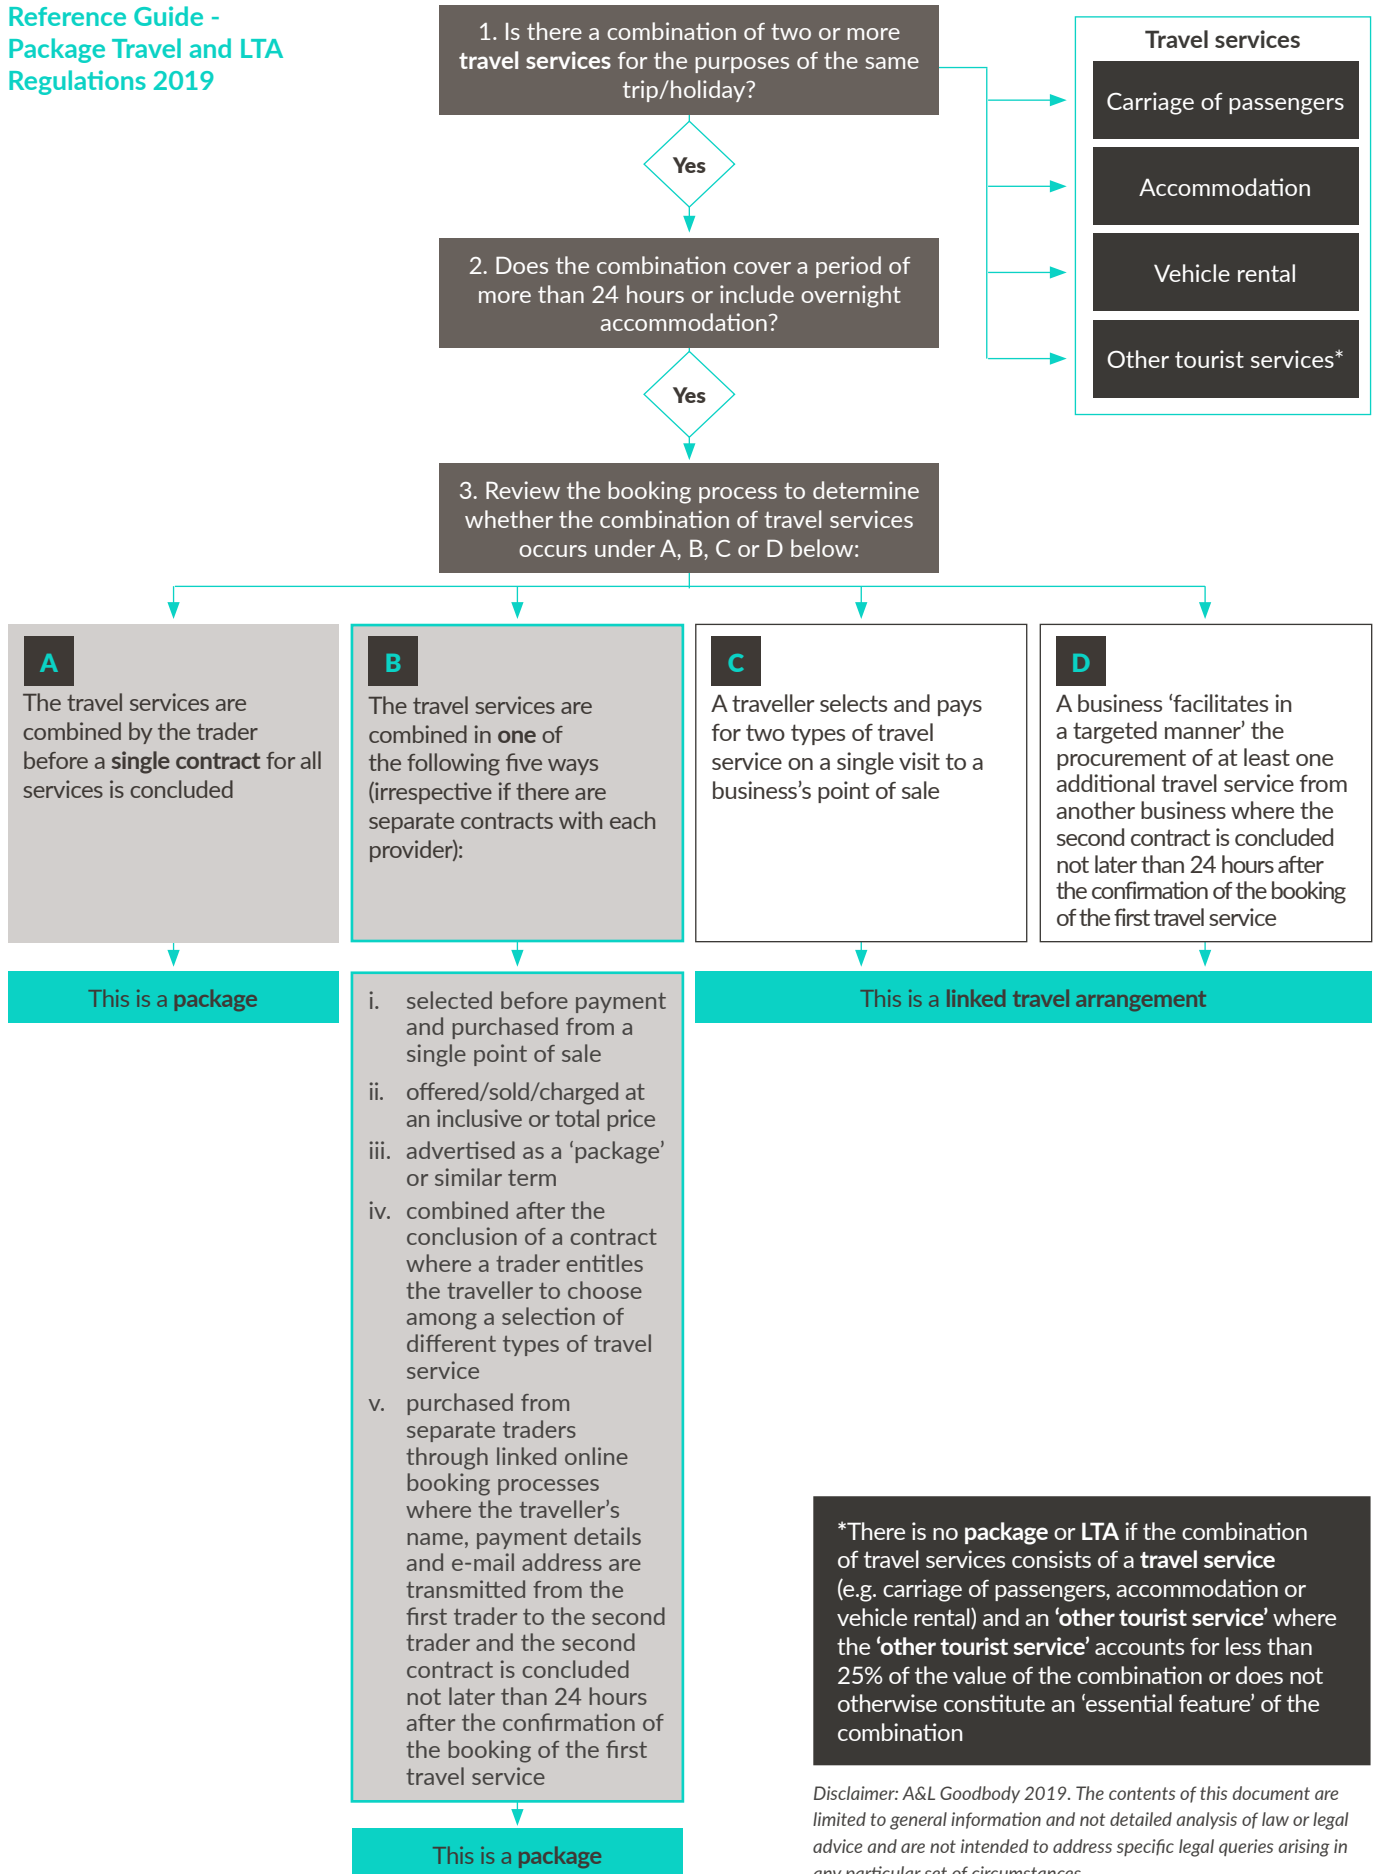 Reference Guide -
Package Travel and LTA
Regulations 2019
1. Is there a combination of two or more
travel services for the purposes of the same
trip/holiday?
Travel services
Carriage of passengers
Accommodation
Vehicle rental
Other tourist services*
Yes
2. Does the combination cover a period of
more than 24 hours or include overnight
accommodation?
Yes
3. Review the booking process to determine
whether the combination of travel services
occurs under A, B, C or D below:
A
The travel services are
combined by the trader
before a single contract for all
services is concluded
This is a package
B
The travel services are
combined in one of
the following five ways
(irrespective if there are
separate contracts with each
provider):
i. selected before payment
and purchased from a
single point of sale
ii. offered/sold/charged at
an inclusive or total price
iii. advertised as a ‘package’
or similar term
iv. combined after the
conclusion of a contract
where a trader entitles
the traveller to choose
among a selection of
different types of travel
service
v. purchased from
separate traders
through linked online
booking processes
where the traveller’s
name, payment details
and e-mail address are
transmitted from the
first trader to the second
trader and the second
contract is concluded
not later than 24 hours
after the confirmation of
the booking of the first
travel service
This is a package
C
A traveller selects and pays
for two types of travel
service on a single visit to a
business’s point of sale
D
A business ‘facilitates in
a targeted manner’ the
procurement of at least one
additional travel service from
another business where the
second contract is concluded
not later than 24 hours after
the confirmation of the booking
of the first travel service
This is a linked travel arrangement
*There is no package or LTA if the combination
of travel services consists of a travel service
(e.g. carriage of passengers, accommodation or
vehicle rental) and an ‘other tourist service’ where
the ‘other tourist service’ accounts for less than
25% of the value of the combination or does not
otherwise constitute an ‘essential feature’ of the
combination
Disclaimer: A&L Goodbody 2019. The contents of this document are
limited to general information and not detailed analysis of law or legal
advice and are not intended to address specific legal queries arising in
any particular set of circumstances